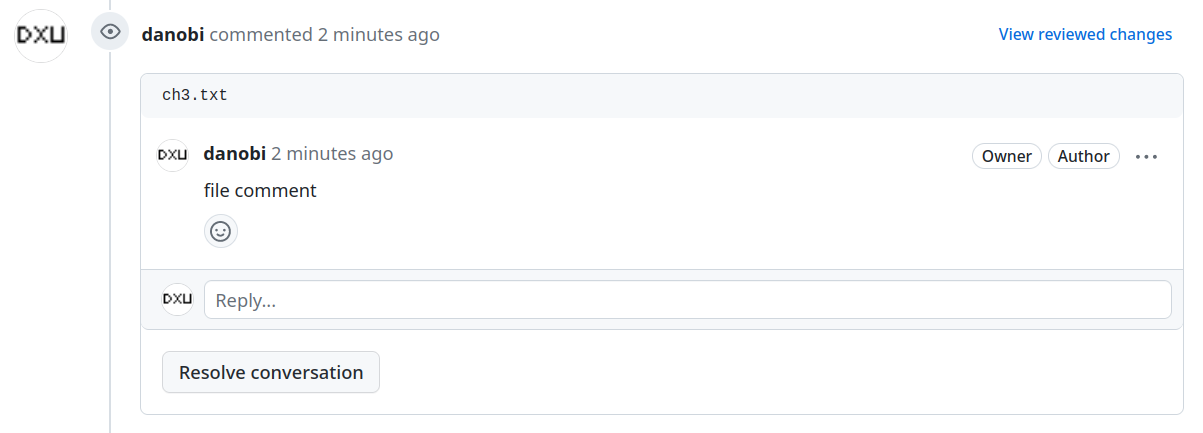 DXU
danobi commented 2 minutes ago
View reviewed changes
ch3.txt
DXU
danobi 2 minutes ago
Owner
Author
file comment
DXU
Reply...
Resolve conversation